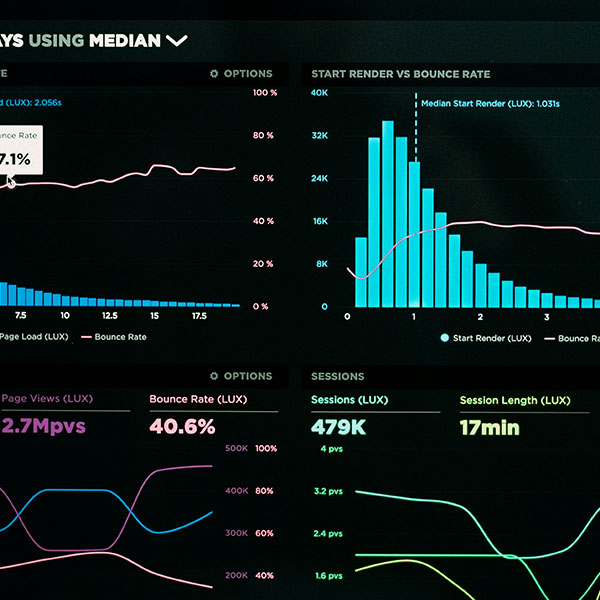 AYS USING MEDIAN
E
OPTIONS
START RENDER VS BOUNCE RATE
d (LUX): 2.056s
100 %
80 %
60 %
40 %
20 %
0 %
nce Rate
7.1%
7.5 10 12.5 15 17.5
Page Load (LUX) Bounce Rate
40K
32K
24K
16K
8K
0
Median Start Render (LUX): 1.031s
0 1 2 3
Start Render (LUX) Bounce Ra
OPTIONS
Page Views (LUX)
2.7Mpvs
Bounce Rate (LUX)
40.6%
500K 100%
400K 80%
300K 60%
200K 40%
SESSIONS
Sessions (LUX)
479K
Session Length (LUX)
17min
4 pvs
3.2 pvs
2.4 pvs
1.6 pvs